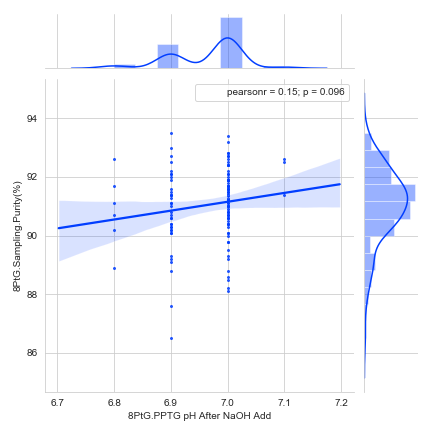 pearsonr = 0.15; p = 0.096
94
92
90
88
86
8PtG.Sampling.Purity(%)
6.7 6.8 6.9 7.0 7.1 7.2
8PtG.PPTG pH After NaOH Add